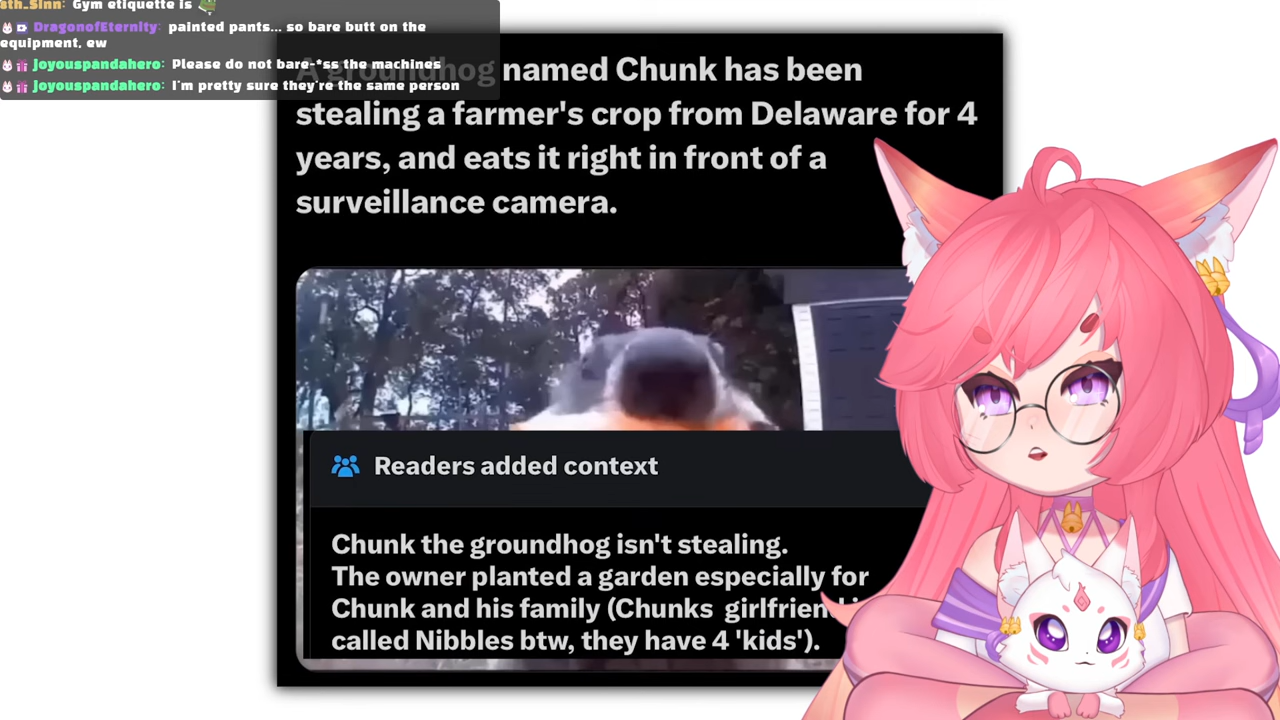 sth_Sinn: Gym etiquette is
DragonofEternity: painted pants... so bare butt on the
equipment, ew
joyouspandahero: Please do not bare-*ss the machines
joyouspandahero: I'm pretty sure they're the same person
A groundhog named Chunk has been
stealing a farmer's crop from Delaware for 4
years, and eats it right in front of a
surveillance camera.
Readers added context
Chunk the groundhog isn't stealing.
The owner planted a garden especially for
Chunk and his family (Chunks girlfriend is
called Nibbles btw, they have 4 'kids').